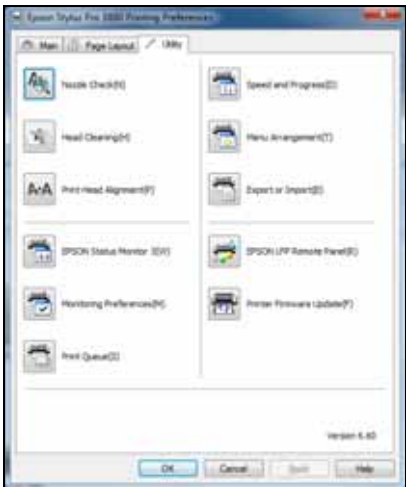 Epson Stylus Pro 3880 Printing Preferences
Main
Page Layout
Utility
Nozzle Check(N)
Head Cleaning(H)
Print Head Alignment(P)
EPSON Status Monitor 3(W)
Monitoring Preferences(M)
Print Queue(I)
Speed and Progress(D)
Menu Arrangement(T)
Export or Import(E)
EPSON LFP Remote Panel(R)
Printer Firmware Update(F)
Version 6.60
OK
Cancel
Apply
Help